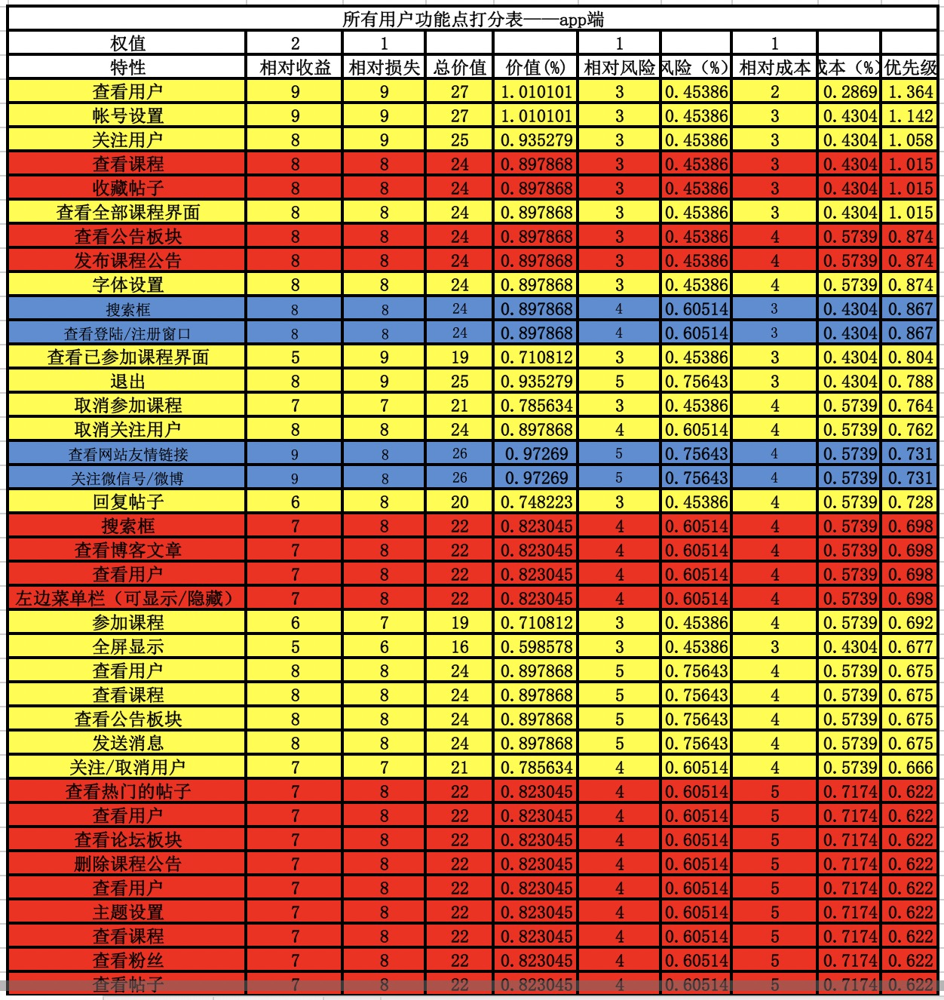 所有用户功能点打分表——app端
权值 2 1 1 1
特性 相对收益 相对损失 总价值 价值(%) 相对风险 风险（%） 相对成本 成本（%） 优先级
查看用户 9 9 27 1.010101 3 0.45386 2 0.2869 1.364
帐号设置 9 9 27 1.010101 3 0.45386 3 0.4304 1.142
关注用户 8 9 25 0.935279 3 0.45386 3 0.4304 1.058
查看课程 8 8 24 0.897868 3 0.45386 3 0.4304 1.015
收藏帖子 8 8 24 0.897868 3 0.45386 3 0.4304 1.015
查看全部课程界面 8 8 24 0.897868 3 0.45386 3 0.4304 1.015
查看公告板块 8 8 24 0.897868 3 0.45386 4 0.5739 0.874
发布课程公告 8 8 24 0.897868 3 0.45386 4 0.5739 0.874
字体设置 8 8 24 0.897868 3 0.45386 4 0.5739 0.874
搜索框 8 8 24 0.897868 4 0.60514 3 0.4304 0.867
查看登陆/注册窗口 8 8 24 0.897868 4 0.60514 3 0.4304 0.867
查看已参加课程界面 5 9 19 0.710812 3 0.45386 3 0.4304 0.804
退出 8 9 25 0.935279 5 0.75643 3 0.4304 0.788
取消参加课程 7 7 21 0.785634 3 0.45386 4 0.5739 0.764
取消关注用户 8 8 24 0.897868 4 0.60514 4 0.5739 0.762
查看网站友情链接 9 8 26 0.97269 5 0.75643 4 0.5739 0.731
关注微信号/微博 9 8 26 0.97269 5 0.75643 4 0.5739 0.731
回复帖子 6 8 20 0.748223 3 0.45386 4 0.5739 0.728
搜索框 7 8 22 0.823045 4 0.60514 4 0.5739 0.698
查看博客文章 7 8 22 0.823045 4 0.60514 4 0.5739 0.698
查看用户 7 8 22 0.823045 4 0.60514 4 0.5739 0.698
左边菜单栏（可显示/隐藏） 7 8 22 0.823045 4 0.60514 4 0.5739 0.698
参加课程 6 7 19 0.710812 3 0.45386 4 0.5739 0.692
全屏显示 5 6 16 0.598578 3 0.45386 3 0.4304 0.677
查看用户 8 8 24 0.897868 5 0.75643 4 0.5739 0.675
查看课程 8 8 24 0.897868 5 0.75643 4 0.5739 0.675
查看公告板块 8 8 24 0.897868 5 0.75643 4 0.5739 0.675
发送消息 8 8 24 0.897868 5 0.75643 4 0.5739 0.675
关注/取消用户 7 7 21 0.785634 4 0.60514 4 0.5739 0.666
查看热门的帖子 7 8 22 0.823045 4 0.60514 5 0.7174 0.622
查看用户 7 8 22 0.823045 4 0.60514 5 0.7174 0.622
查看论坛板块 7 8 22 0.823045 4 0.60514 5 0.7174 0.622
删除课程公告 7 8 22 0.823045 4 0.60514 5 0.7174 0.622
查看用户 7 8 22 0.823045 4 0.60514 5 0.7174 0.622
主题设置 7 8 22 0.823045 4 0.60514 5 0.7174 0.622
查看课程 7 8 22 0.823045 4 0.60514 5 0.7174 0.622
查看粉丝 7 8 22 0.823045 4 0.60514 5 0.7174 0.622
查看帖子 7 8 22 0.823045 4 0.60514 5 0.7174 0.622